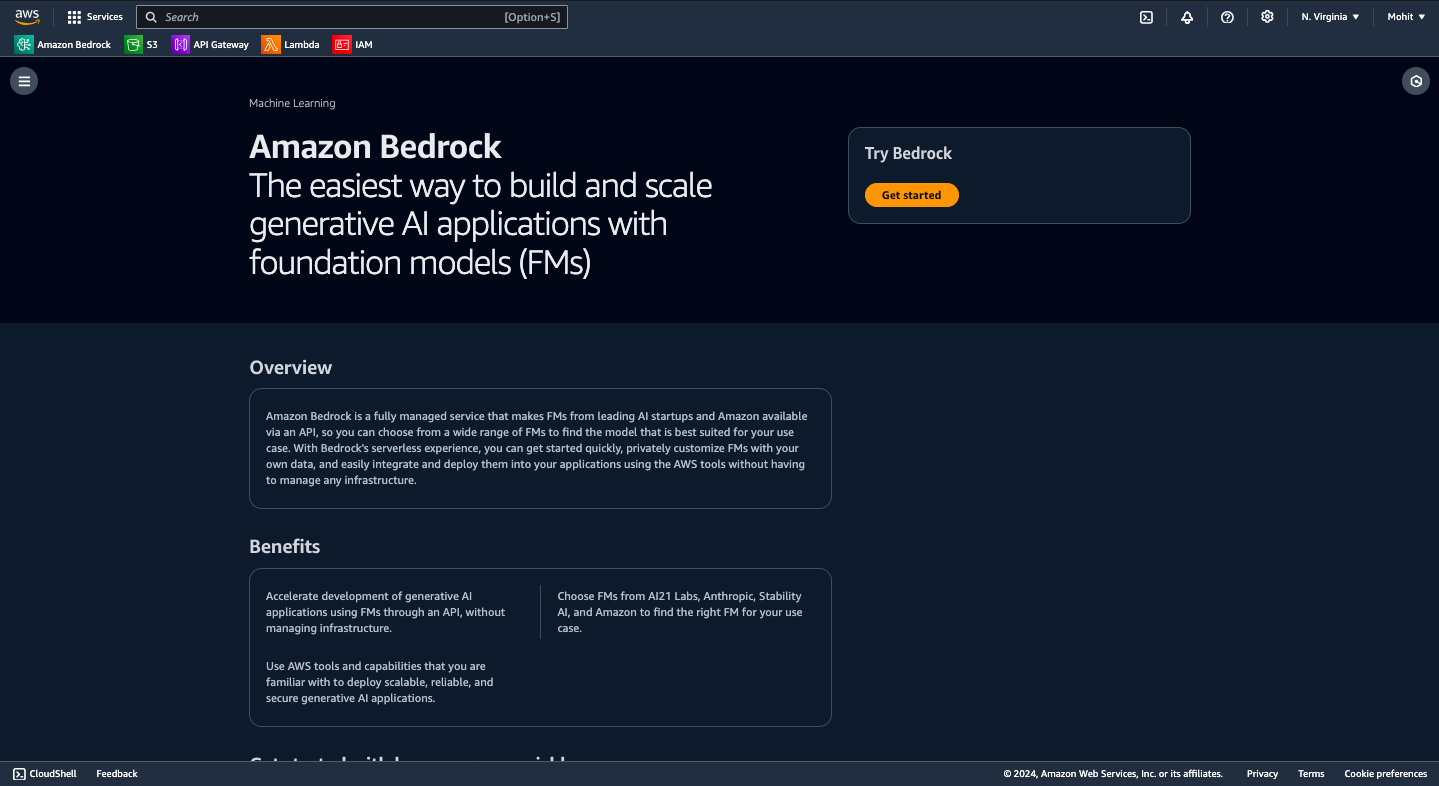 aws
Services
Search
[Option+S]
N. Virginia
Mohit
Amazon Bedrock
S3
API Gateway
Lambda
IAM
Machine Learning
Amazon Bedrock
The easiest way to build and scale
generative AI applications with
foundation models (FMs)
Try Bedrock
Get started
Overview
Amazon Bedrock is a fully managed service that makes FMs from leading AI startups and Amazon available
via an API, so you can choose from a wide range of FMs to find the model that is best suited for your use
case. With Bedrock's serverless experience, you can get started quickly, privately customize FMs with your
own data, and easily integrate and deploy them into your applications using the AWS tools without having
to manage any infrastructure.
Benefits
Accelerate development of generative AI
applications using FMs through an API, without
managing infrastructure.
Choose FMs from AI21 Labs, Anthropic, Stability
AI, and Amazon to find the right FM for your use
case.
Use AWS tools and capabilities that you are
familiar with to deploy scalable, reliable, and
secure generative AI applications.
CloudShell
Feedback
© 2024, Amazon Web Services, Inc. or its affiliates.
Privacy
Terms
Cookie preferences